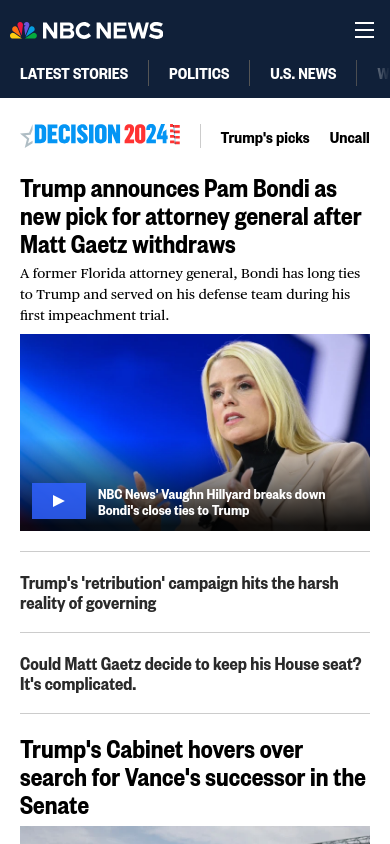 NBC NEWS
LATEST STORIES
POLITICS
U.S. NEWS
DECISION 2024
Trump's picks
Uncall
Trump announces Pam Bondi as
new pick for attorney general after
Matt Gaetz withdraws
A former Florida attorney general, Bondi has long ties
to Trump and served on his defense team during his
first impeachment trial.
NBC News' Vaughn Hillyard breaks down
Bondi's close ties to Trump
Trump's 'retribution' campaign hits the harsh
reality of governing
Could Matt Gaetz decide to keep his House seat?
It's complicated.
Trump's Cabinet hovers over
search for Vance's successor in the
Senate